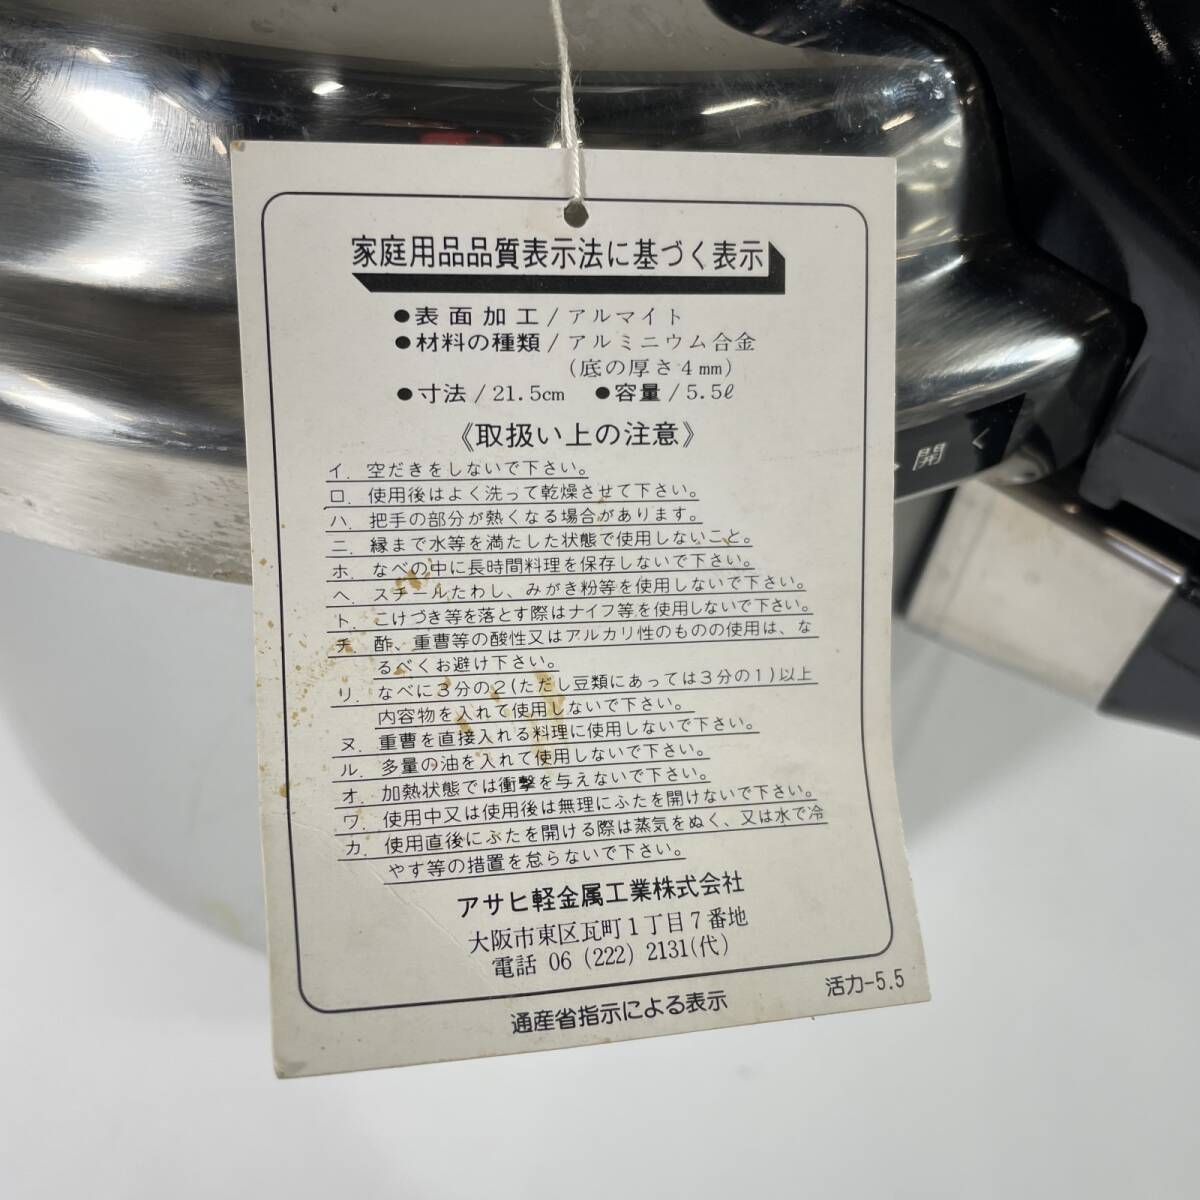 家庭用品品質表示法に基づく表示
●表面加工/アルマイト
●材料の種類/アルミニウム合金
(底の厚さ4mm)
●寸法/21.5cm ●容量/5.5ℓ
《取扱い上の注意》
イ. 空だきをしないで下さい。
ロ. 使用後はよく洗って乾燥させて下さい。
ハ. 把手の部分が熱くなる場合があります。
ニ. 縁まで水等を満たした状態で使用しないこと。
ホ. なべの中に長時間料理を保存しないで下さい。
ヘ. スチールたわし、みがき粉等を使用しないで下さい。
ト. こげつき等を落とす際はナイフ等を使用しないで下さい。
チ. 酢、重曹等の酸性又はアルカリ性のものの使用は、な
るべくお避け下さい。
リ. なべに3分の2(ただし豆類にあっては3分の1)以上
内容物を入れて使用しないで下さい。
ヌ. 重曹を直接入れる料理に使用しないで下さい。
ル. 多量の油を入れて使用しないで下さい。
オ. 加熱状態では衝撃を与えないで下さい。
ワ. 使用中又は使用後は無理にふたを開けないで下さい。
カ. 使用直後にふたを開ける際は蒸気をぬく、又は水で冷
やす等の措置を怠らないで下さい。
アサヒ軽金属工業株式会社
大阪市東区瓦町1丁目7番地
電話 06 (222) 2131(代)
通産省指示による表示
活力-5.5
開く